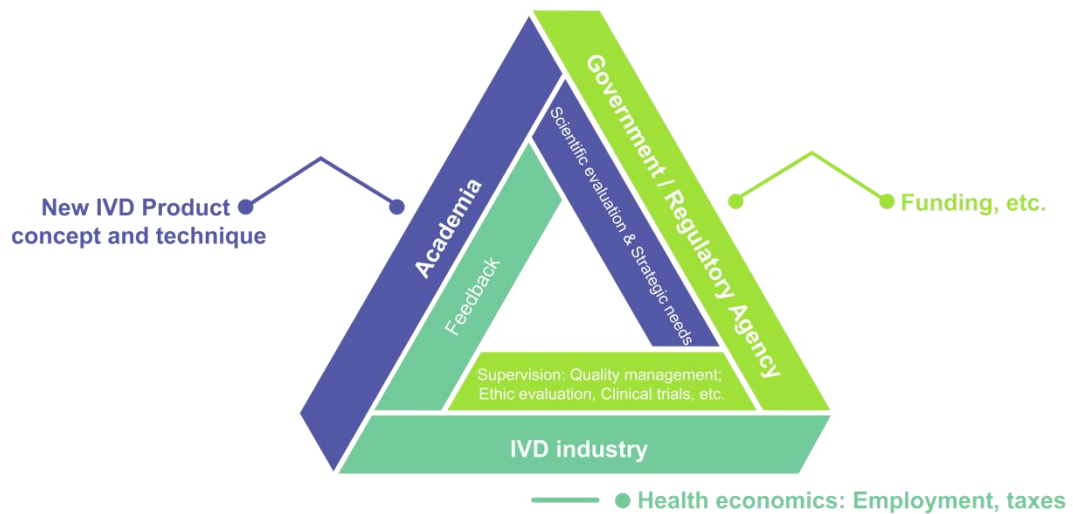 Government / Regulatory Agency
Scientific evaluation & Strategic needs
Academia
New IVD Product
concept and technique
Funding, etc.
Feedback
Supervision: Quality management;
Ethic evaluation, Clinical trials, etc.
IVD industry
Health economics: Employment, taxes